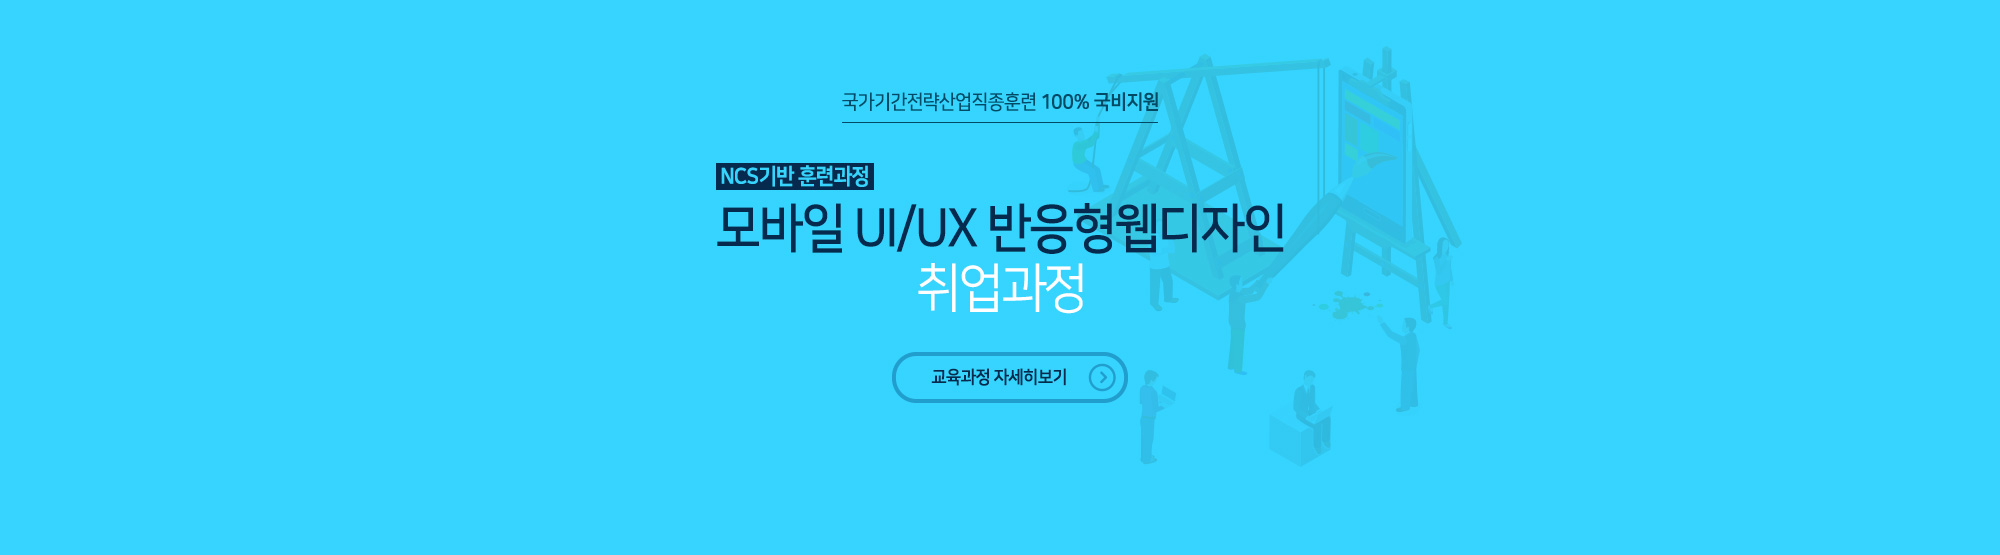 국가기간전략산업직종훈련 100% 국비지원
NCS기반 훈련과정
모바일 UI/UX 반응형웹디자인
취업과정
교육과정 자세히보기